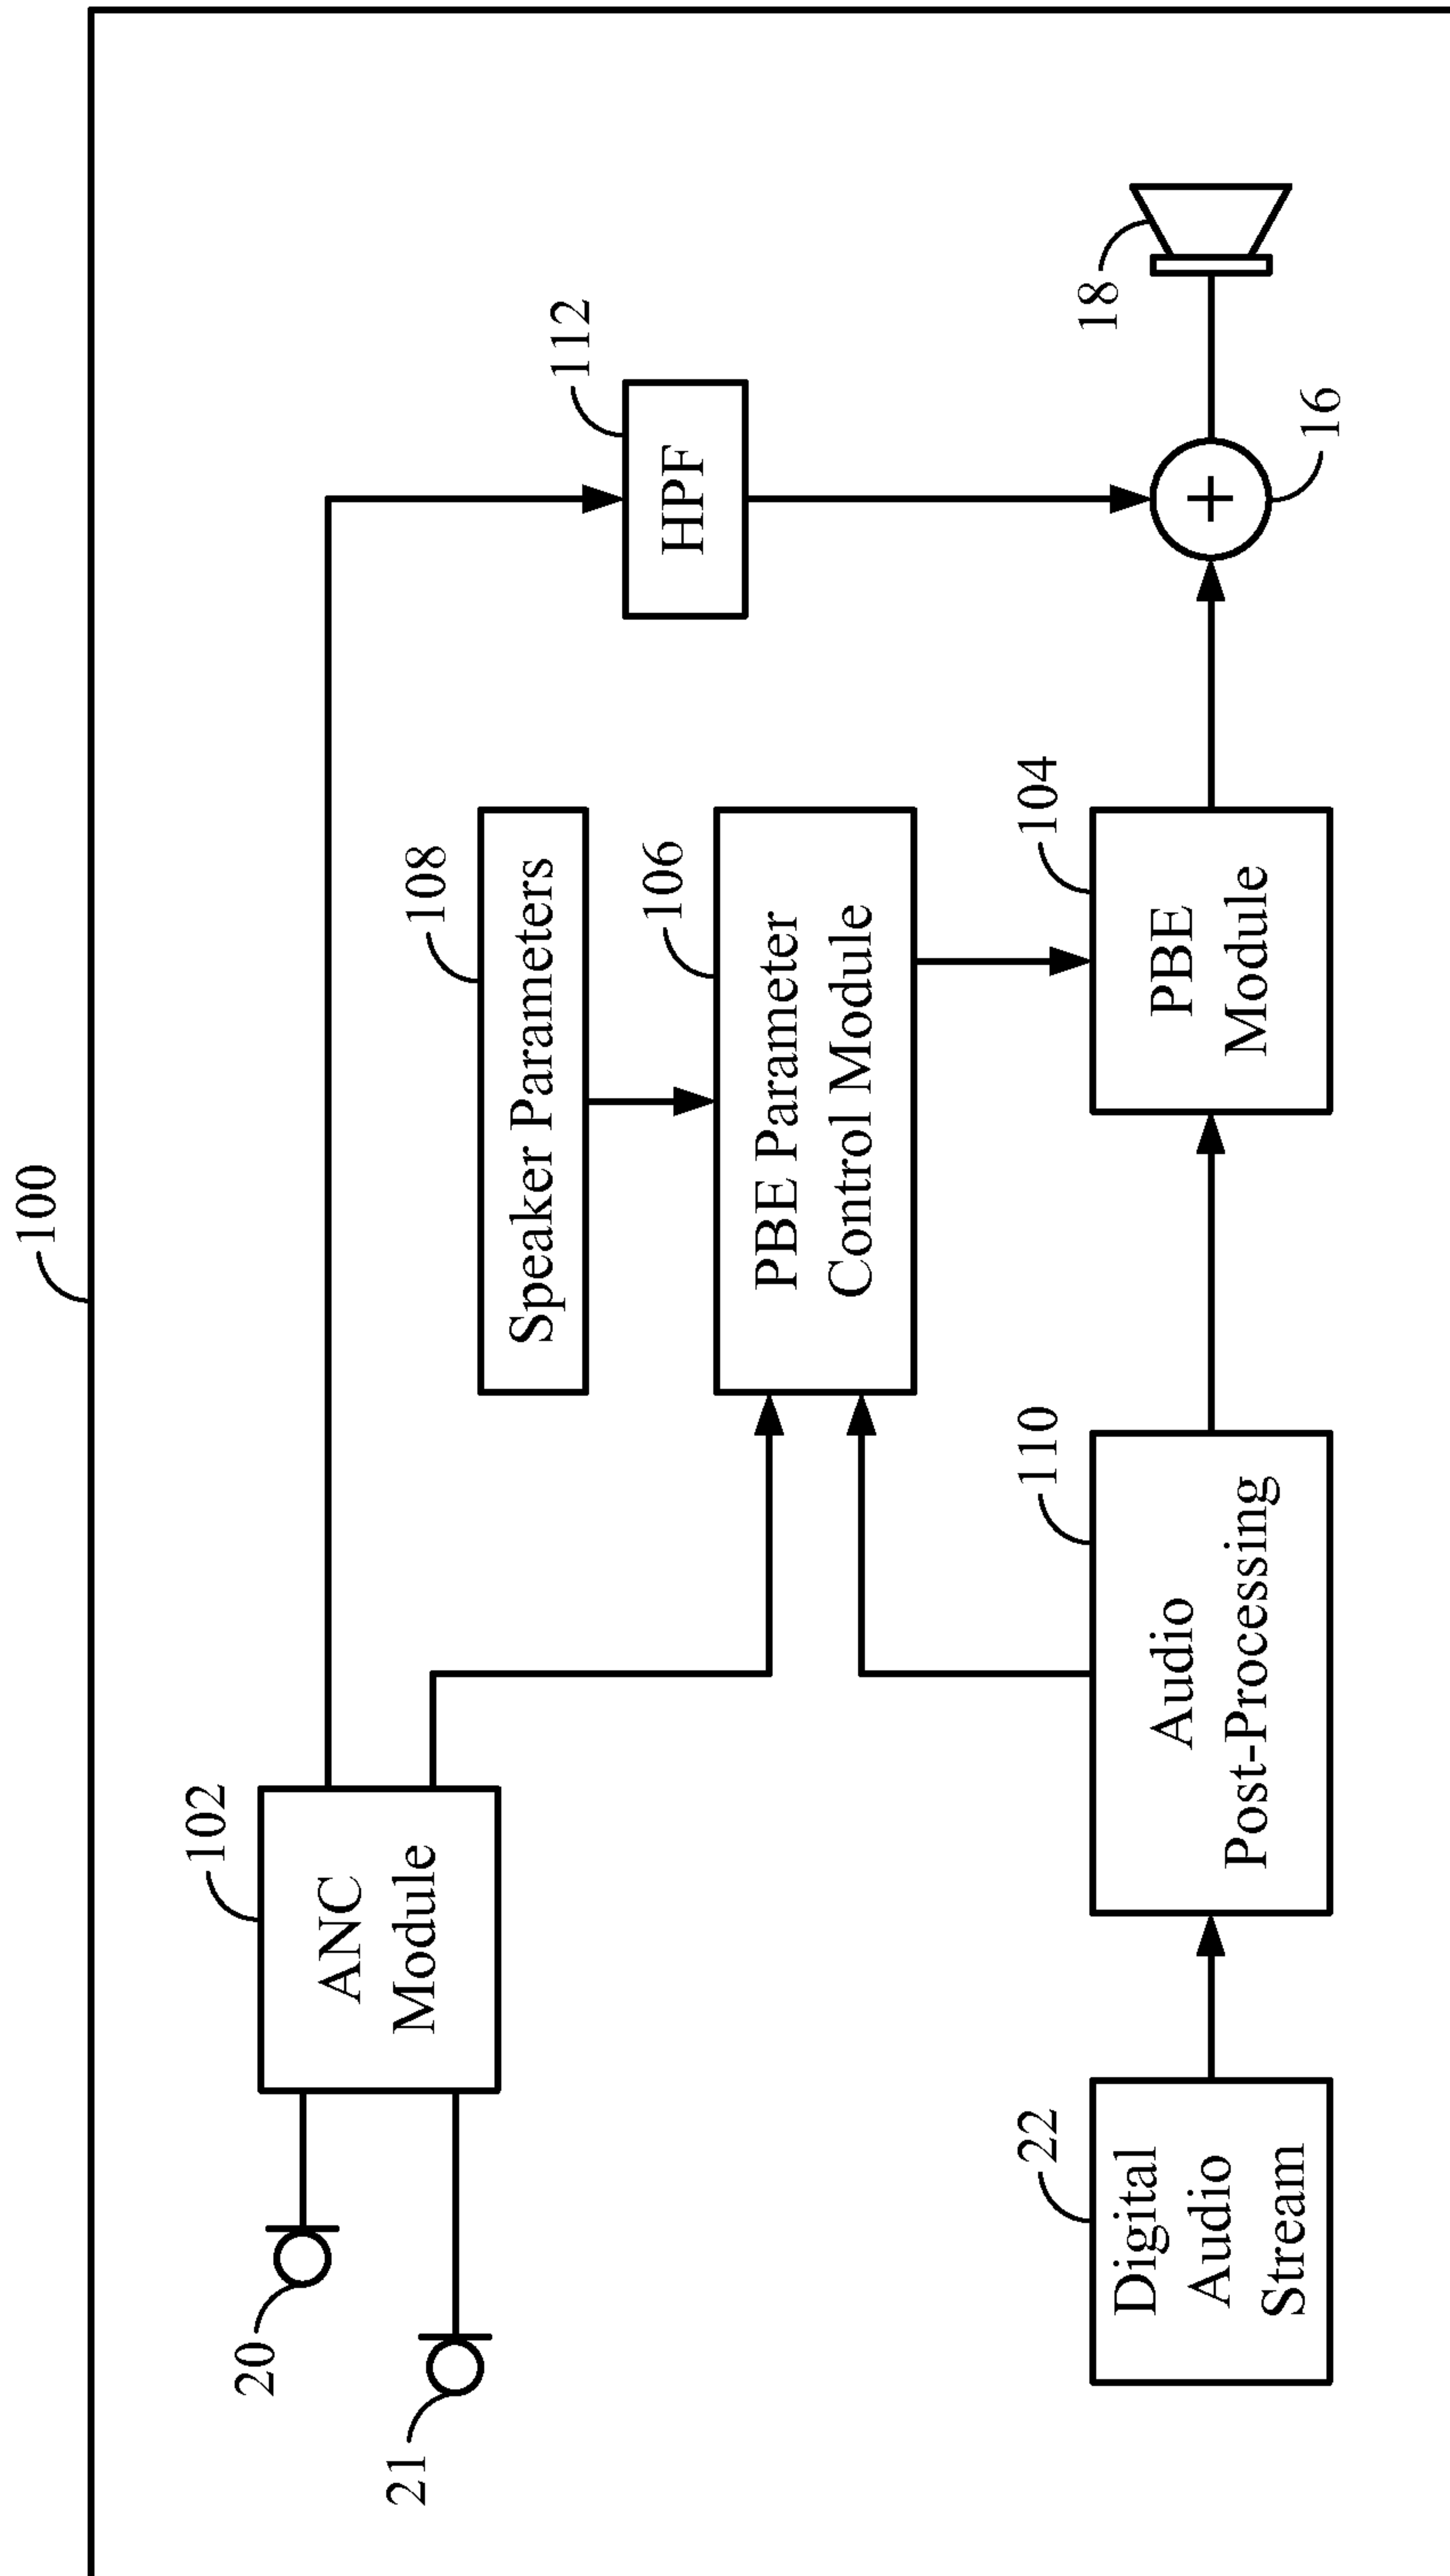 100
102
ANC
Module
20
21
112
HPF
108
Speaker Parameters
106
PBE Parameter
Control Module
22
Digital
Audio
Stream
110
Audio
Post-Processing
104
PBE
Module
+
16
18